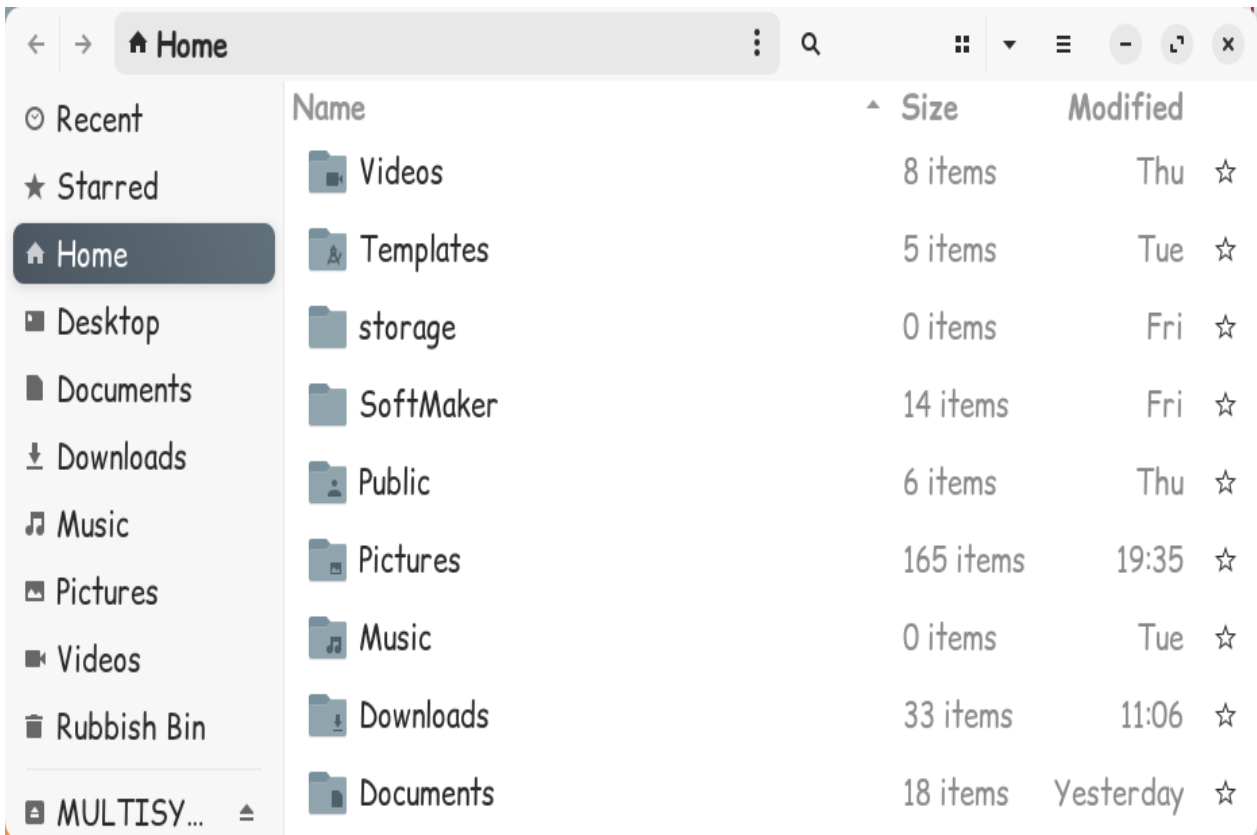 Home
Recent
Starred
Home
Desktop
Documents
Downloads
Music
Pictures
Videos
Rubbish Bin
MULTISY...
Name Size Modified
Videos 8 items Thu
Templates 5 items Tue
storage 0 items Fri
SoftMaker 14 items Fri
Public 6 items Thu
Pictures 165 items 19:35
Music 0 items Tue
Downloads 33 items 11:06
Documents 18 items Yesterday